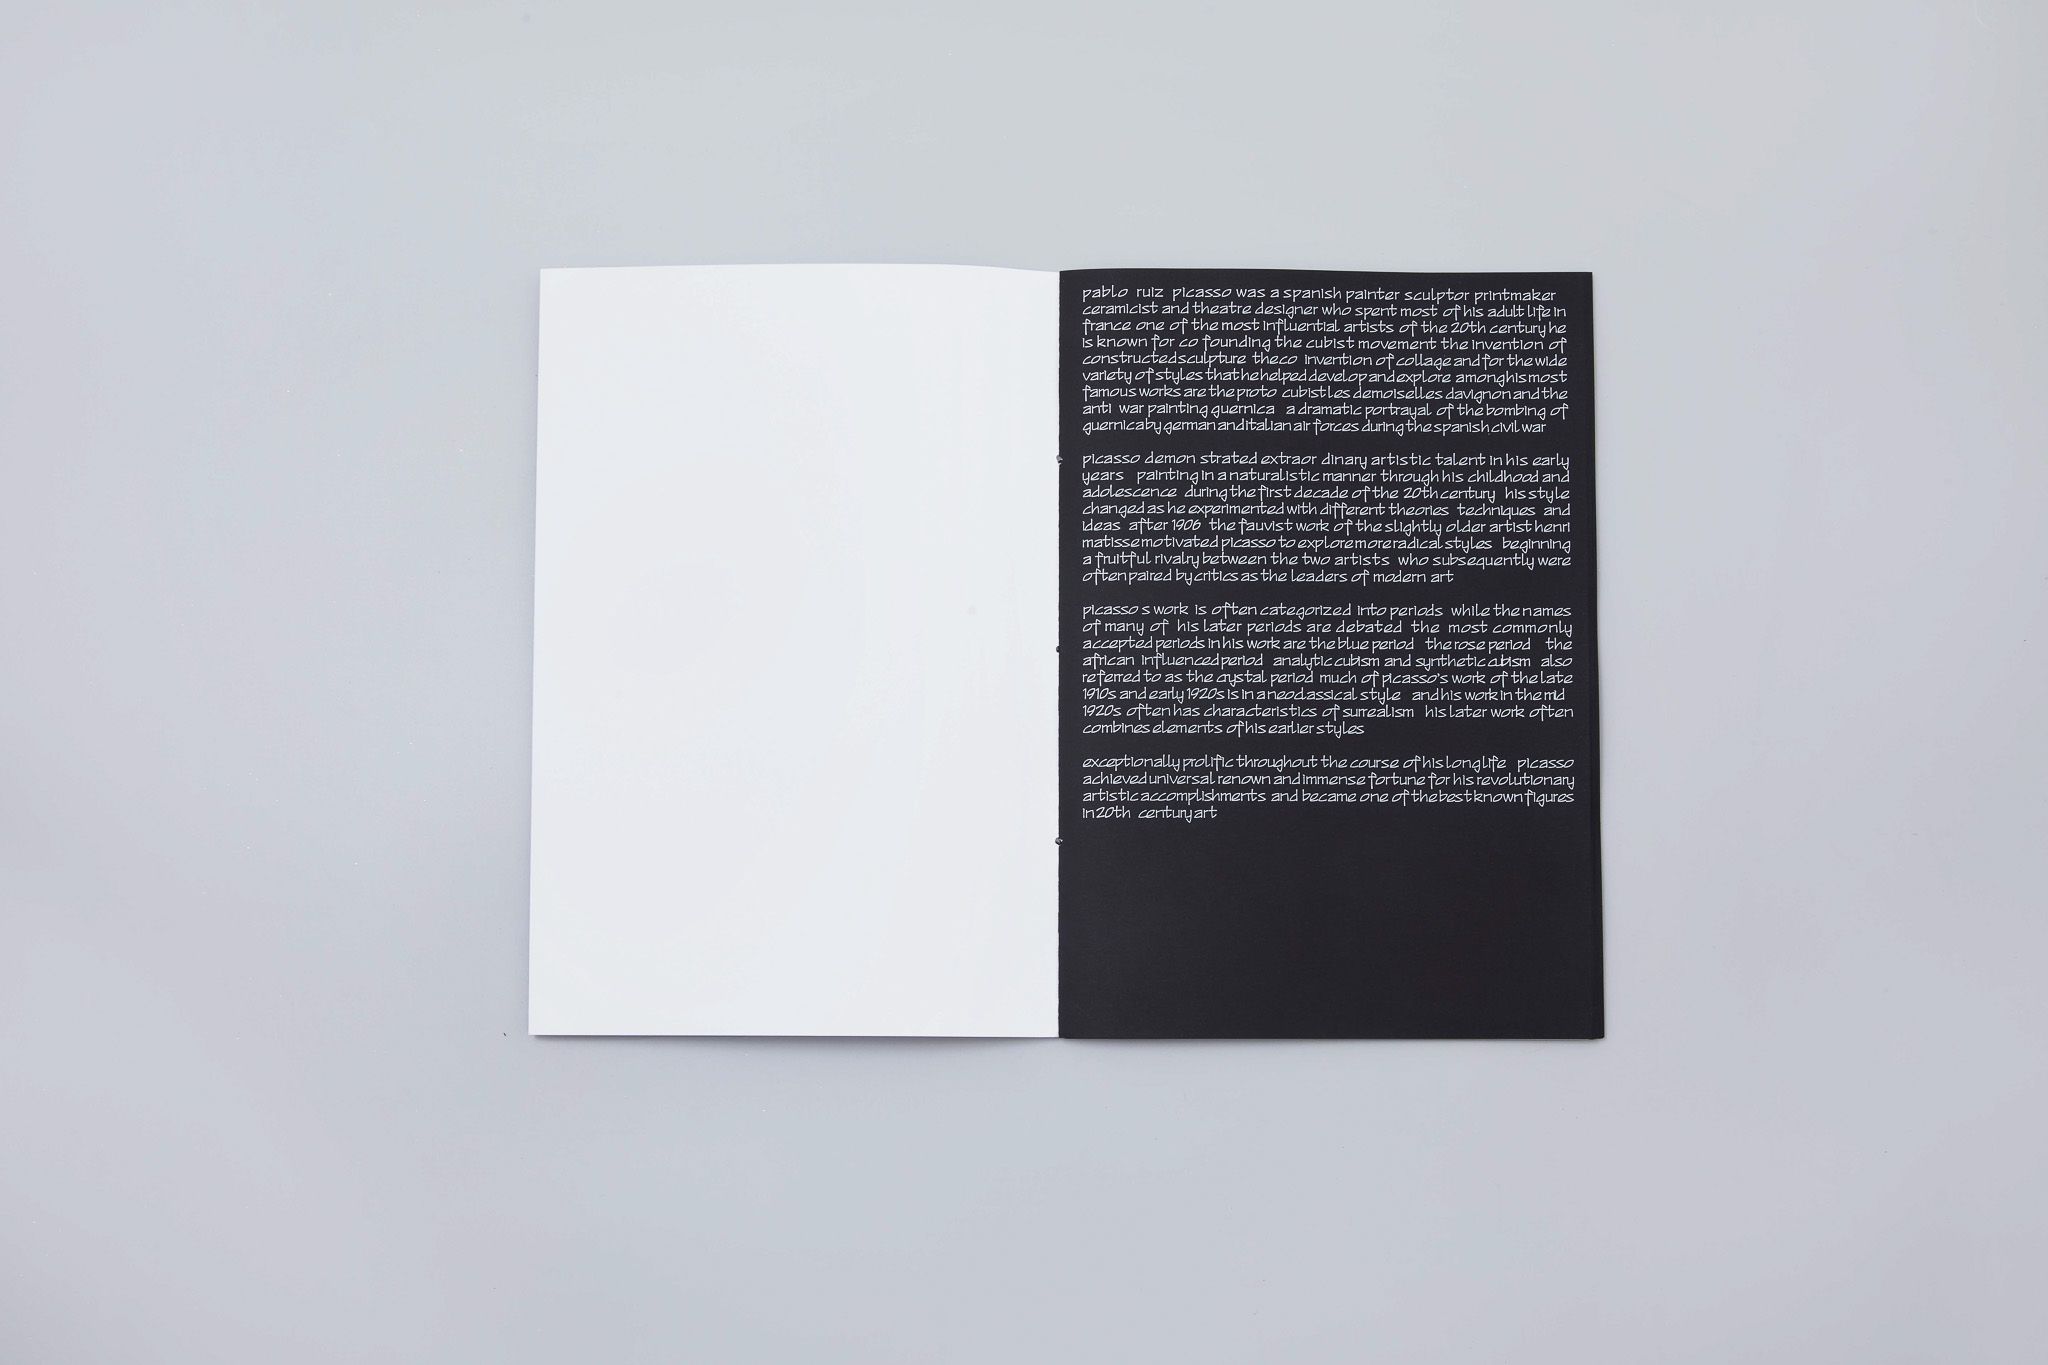 pablo ruiz picasso was a spanish painter sculptor printmaker
ceramicist and theatre designer who spent most of his adult life in
france one of the most influential artists of the 20th century he
is known for co founding the cubist movement the invention of
constructed sculpture the co invention of collage and for the wide
variety of styles that he helped develop and explore among his most
famous works are the proto cubist les demoiselles davignon and the
anti war painting guernica a dramatic portrayal of the bombing of
guernica by german and italian air forces during the spanish civil war
picasso demon strated extraor dinary artistic talent in his early
years painting in a naturalistic manner through his childhood and
adolescence during the first decade of the 20th century his style
changed as he experimented with different theories techniques and
ideas after 1906 the fauvist work of the slightly older artist henri
matisse motivated picasso to explore more radical styles beginning
a fruitful rivalry between the two artists who subsequently were
often paired by critics as the leaders of modern art
picasso s work is often categorized into periods while the names
of many of his later periods are debated the most commonly
accepted periods in his work are the blue period the rose period the
african influenced period analytic cubism and synthetic cubism also
referred to as the crystal period much of picasso's work of the late
1910s and early 1920s is in a neoclassical style and his work in the mid
1920s often has characteristics of surrealism his later work often
combines elements of his earlier styles
exceptionally prolific throughout the course of his long life picasso
achieved universal renown and immense fortune for his revolutionary
artistic accomplishments and became one of the best known figures
in 20th century art